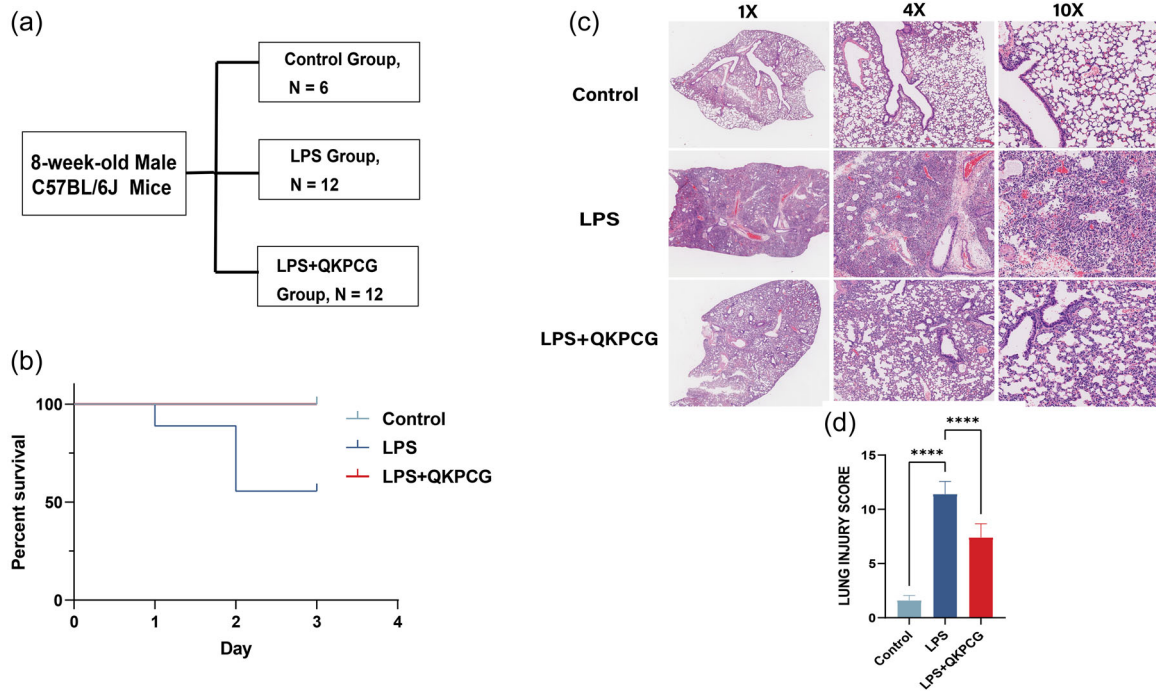 (a)
Control Group,
N = 6
8-week-old Male
C57BL/6J Mice
LPS Group,
N = 12
LPS+QKPCG
Group, N = 12
(b)
100
50
0
Percent survival
0 1 2 3 4
Day
Control
LPS
LPS+QKPCG
(c)
1X 4X 10X
Control
LPS
LPS+QKPCG
(d)
**** ****
15
10
5
0
LUNG INJURY SCORE
Control
LPS
LPS+QKPCG